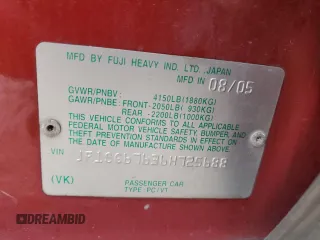 MFD BY FUJI HEAVY IND. LTD. JAPAN
MFD IN 08/05
GVWR/PNBV : 4150LB(1880KG)
GAWR/PNBE: FRONT-2050LB( 930KG)
REAR -2200LB(1000KG)
THIS VEHICLE CONFORMS TO ALL APPLICABLE
FEDERAL MOTOR VEHICLE SAFETY, BUMPER, AND
THEFT PREVENTION STANDARDS IN EFFECT ON THE
DATE OF MANUFACTURE SHOWN ABOVE.
VIN
(VK)
PASSENGER CAR
TYPE PC/VT
DREAMBID